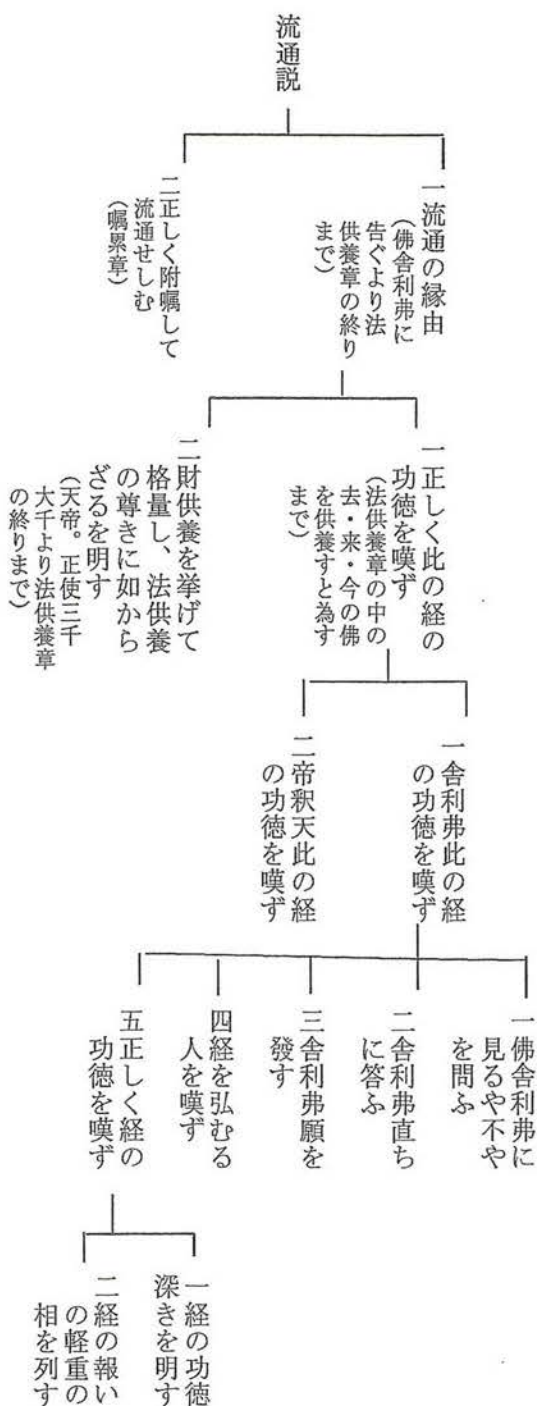 流通説
一流通の縁由
(佛舎利弗に
告ぐより法
供養章の終り
まで)
二正しく附嘱して
流通せしむ
(嘱累章)
一正しく此の経の
功徳を嘆ず
(法供養章の中の
去・来・今の佛
を供養すと為す
まで)
二財供養を挙げて
格量し、法供養
の尊きに如から
ざるを明す
(天帝。正使三千
大千より法供養章
の終りまで)
一舎利弗此の経
の功徳を嘆ず
二帝釈天此の経
の功徳を嘆ず
一佛舎利弗に
見るや不や
を問ふ
二舎利弗直ち
に答ふ
三舎利弗願を
發す
四経を弘むる
人を嘆ず
五正しく経の
功徳を嘆ず
一経の功徳
深きを明す
二経の報い
の軽重の
相を列す